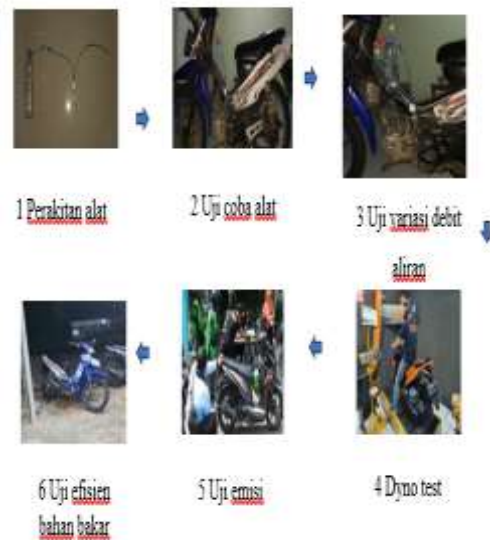 1 Perakitan alat
2 Uji coba alat
3 Uji variasi debit
aliran
4 Dyno test
5 Uji emisi
6 Uji efisien
bahan bakar